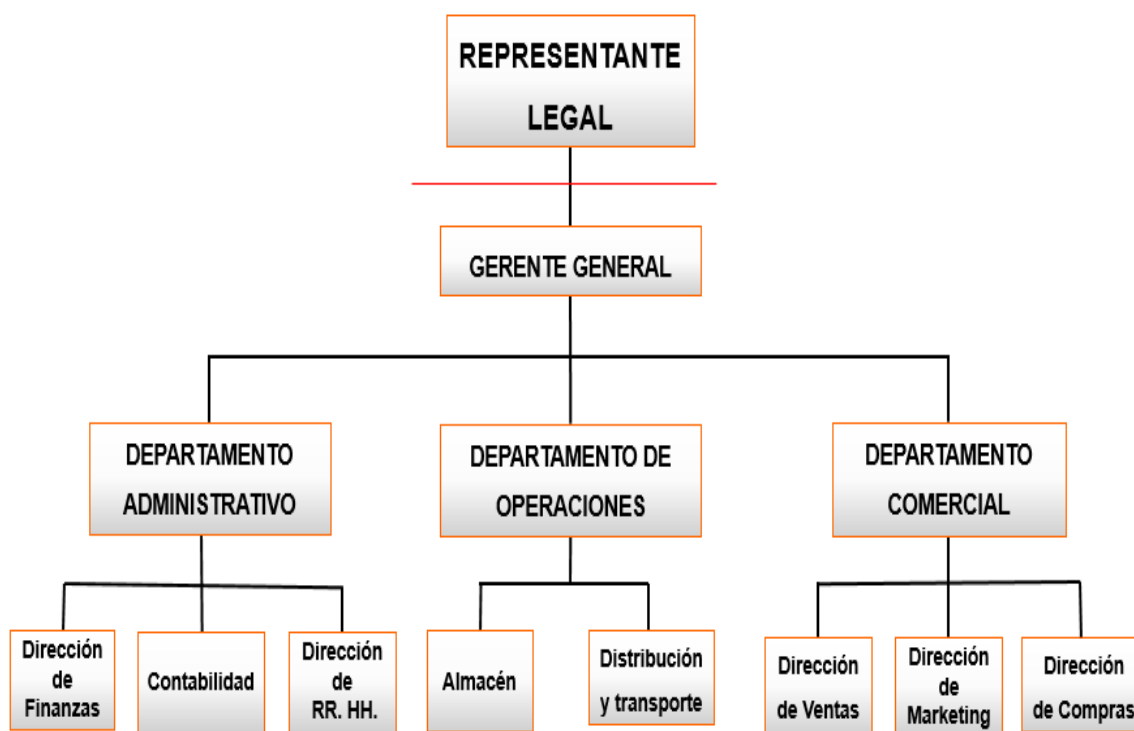 REPRESENTANTE
LEGAL
GERENTE GENERAL
DEPARTAMENTO
ADMINISTRATIVO
DEPARTAMENTO DE
OPERACIONES
DEPARTAMENTO
COMERCIAL
Dirección
de
Finanzas
Contabilidad
Dirección
de
RR. HH.
Almacén
Distribución
y transporte
Dirección
de Ventas
Dirección
de
Marketing
Dirección
de Compras